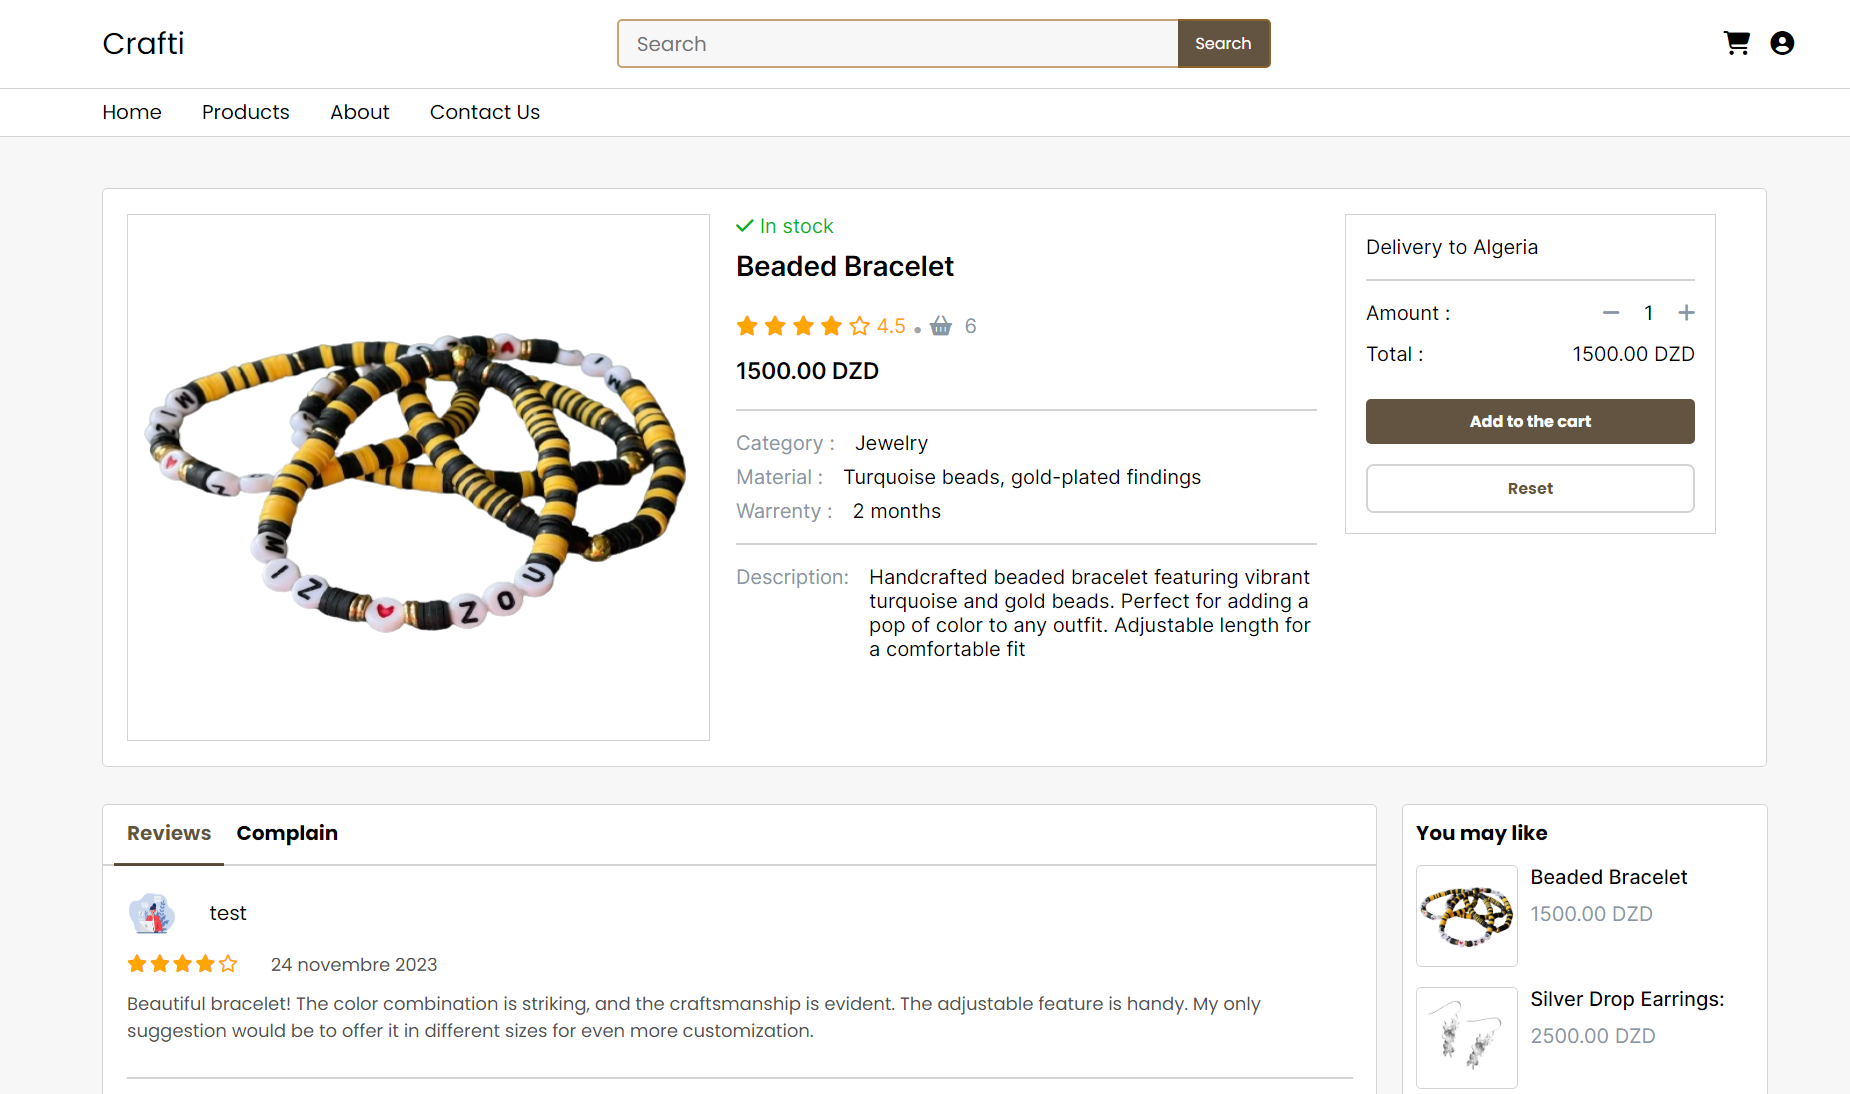 Crafti
Search
Search
Home Products About Contact Us
In stock
Beaded Bracelet
4.5 6
1500.00 DZD
Category : Jewelry
Material : Turquoise beads, gold-plated findings
Warrenty : 2 months
Description: Handcrafted beaded bracelet featuring vibrant
turquoise and gold beads. Perfect for adding a
pop of color to any outfit. Adjustable length for
a comfortable fit
Delivery to Algeria
Amount : 1
Total : 1500.00 DZD
Add to the cart
Reset
MIZ ZOU
Reviews Complain
test
24 novembre 2023
Beautiful bracelet! The color combination is striking, and the craftsmanship is evident. The adjustable feature is handy. My only
suggestion would be to offer it in different sizes for even more customization.
You may like
Beaded Bracelet
1500.00 DZD
Silver Drop Earrings:
2500.00 DZD